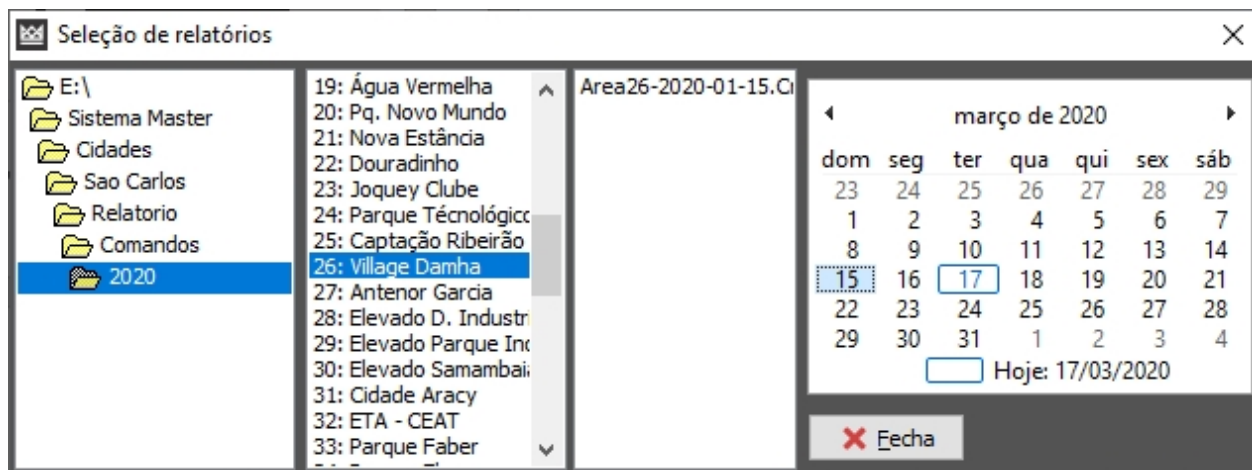 Seleção de relatórios
E:\
Sistema Master
Cidades
Sao Carlos
Relatorio
Comandos
2020
19: Água Vermelha
20: Pq. Novo Mundo
21: Nova Estância
22: Douradinho
23: Joquey Clube
24: Parque Técnológico
25: Captação Ribeirão
26: Village Damha
27: Antenor Garcia
28: Elevado D. Industri
29: Elevado Parque Ind
30: Elevado Samambai
31: Cidade Aracy
32: ETA - CEAT
33: Parque Faber
Area26-2020-01-15.C
março de 2020
dom seg ter qua qui sex sáb
23 24 25 26 27 28 29
1 2 3 4 5 6 7
8 9 10 11 12 13 14
15 16 17 18 19 20 21
22 23 24 25 26 27 28
29 30 31 1 2 3 4
Hoje: 17/03/2020
Fecha